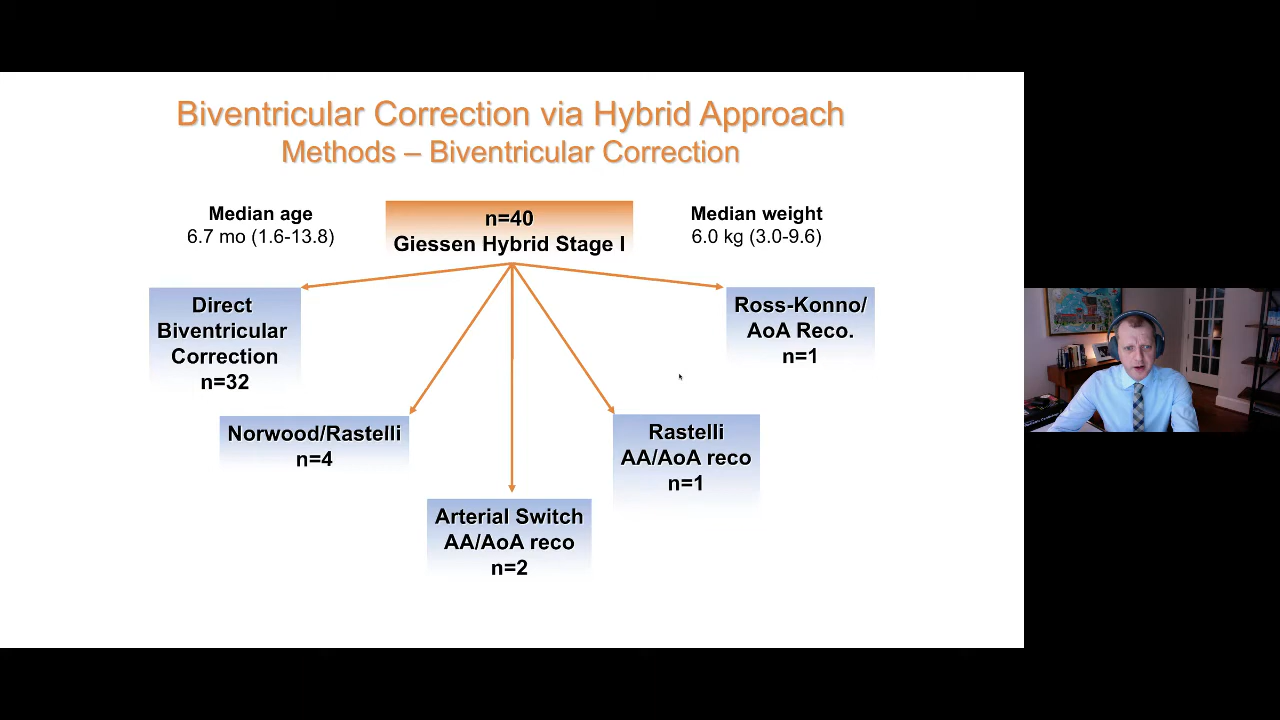 Biventricular Correction via Hybrid Approach
Methods – Biventricular Correction
Median age
6.7 mo (1.6-13.8)
n=40
Giessen Hybrid Stage I
Median weight
6.0 kg (3.0-9.6)
Direct
Biventricular
Correction
n=32
Ross-Konno/
AoA Reco.
n=1
Norwood/Rastelli
n=4
Rastelli
AA/AoA reco
n=1
Arterial Switch
AA/AoA reco
n=2